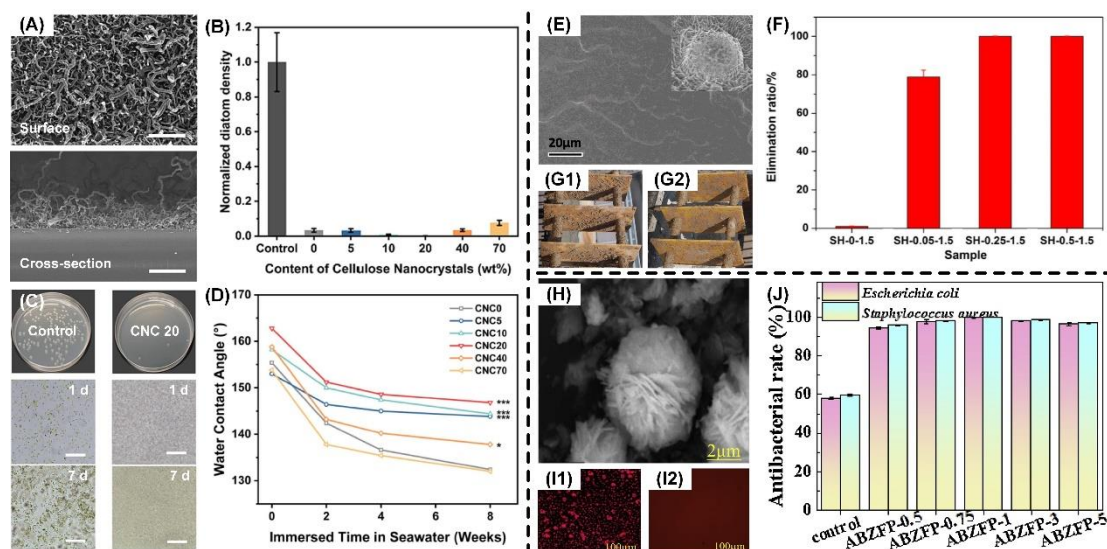 (A)
Surface
Cross-section
(B)
Normalized diatom density
1.2
1.0
0.8
0.6
0.4
0.2
0.0
Control 0 5 10 20 40 70
Content of Cellulose Nanocrystals (wt%)
(C)
Control
CNC 20
1 d
1 d
7 d
7 d
(D)
Water Contact Angle (°)
170
160
150
140
130
CNC0
CNC5
CNC10
CNC20
CNC40
CNC70
***
***
***
*
0 2 4 6 8
Immersed Time in Seawater (Weeks)
(E)
20μm
(F)
Elimination ratio/%
100
80
60
40
20
0
SH-0-1.5 SH-0.05-1.5 SH-0.25-1.5 SH-0.5-1.5
Sample
(G1)
(G2)
(H)
2μm
(I1)
100μm
(I2)
100μm
(J)
Escherichia coli
Staphylococcus aureus
Antibacterial rate (%)
100
80
60
40
20
0
control
ABZFP-0.5
ABZFP-0.75
ABZFP-1
ABZFP-3
ABZFP-5